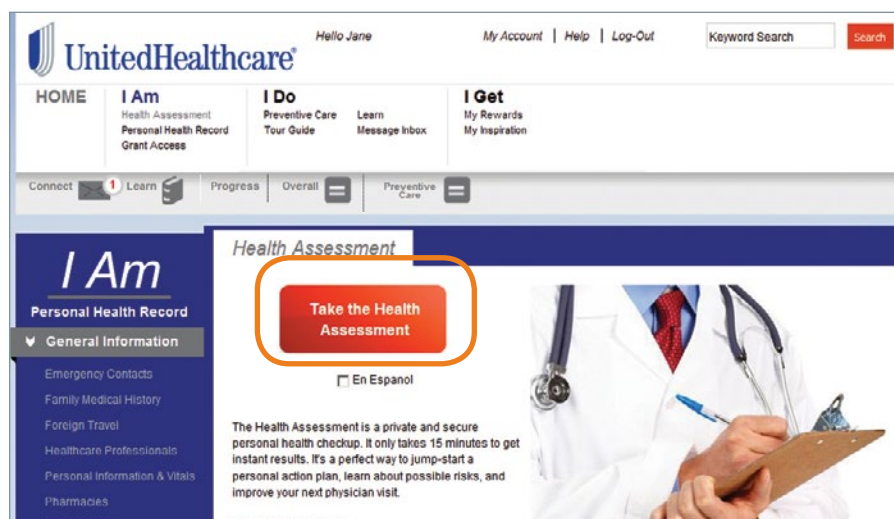 UnitedHealthcare®
Hello Jane
My Account | Help | Log-Out
Keyword Search
Search
HOME
I Am
Health Assessment
Personal Health Record
Grant Access
I Do
Preventive Care
Tour Guide
Learn
Message Inbox
I Get
My Rewards
My Inspiration
Connect
1
Learn
Progress
Overall
Preventive
Care
I Am
Personal Health Record
General Information
Emergency Contacts
Family Medical History
Foreign Travel
Healthcare Professionals
Personal Information & Vitals
Pharmacies
Health Assessment
Take the Health
Assessment
En Espanol
The Health Assessment is a private and secure
personal health checkup. It only takes 15 minutes to get
instant results. It's a perfect way to jump-start a
personal action plan, learn about possible risks, and
improve your next physician visit.